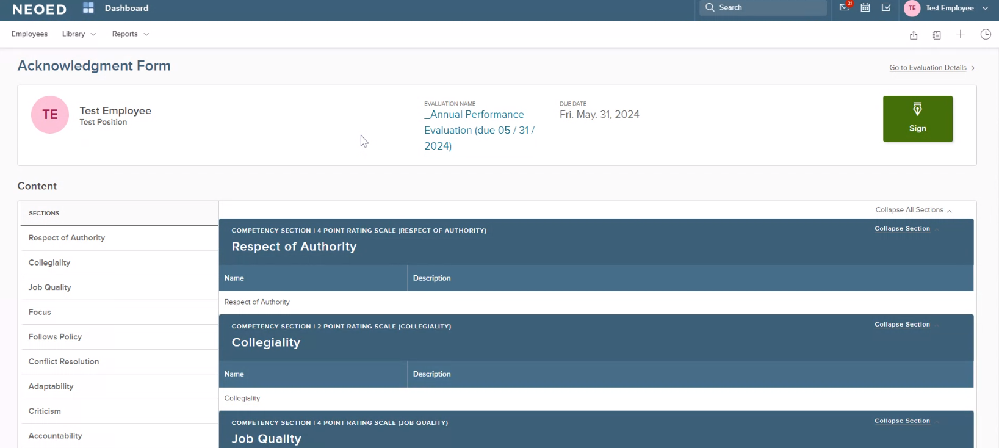 NEOED
Dashboard
Search
21
TE
Test Employee
Employees
Library
Reports
Acknowledgment Form
Go to Evaluation Details
TE
Test Employee
Test Position
EVALUATION NAME
_Annual Performance
Evaluation (due 05 / 31 /
2024)
DUE DATE
Fri. May. 31, 2024
Sign
Content
SECTIONS
Respect of Authority
Collegiality
Job Quality
Focus
Follows Policy
Conflict Resolution
Adaptability
Criticism
Accountability
Collapse All Sections
COMPETENCY SECTION | 4 POINT RATING SCALE (RESPECT OF AUTHORITY)
Collapse Section
Respect of Authority
Name
Description
Respect of Authority
COMPETENCY SECTION | 2 POINT RATING SCALE (COLLEGIALITY)
Collapse Section
Collegiality
Name
Description
Collegiality
COMPETENCY SECTION | 4 POINT RATING SCALE (JOB QUALITY)
Collapse Section
Job Quality